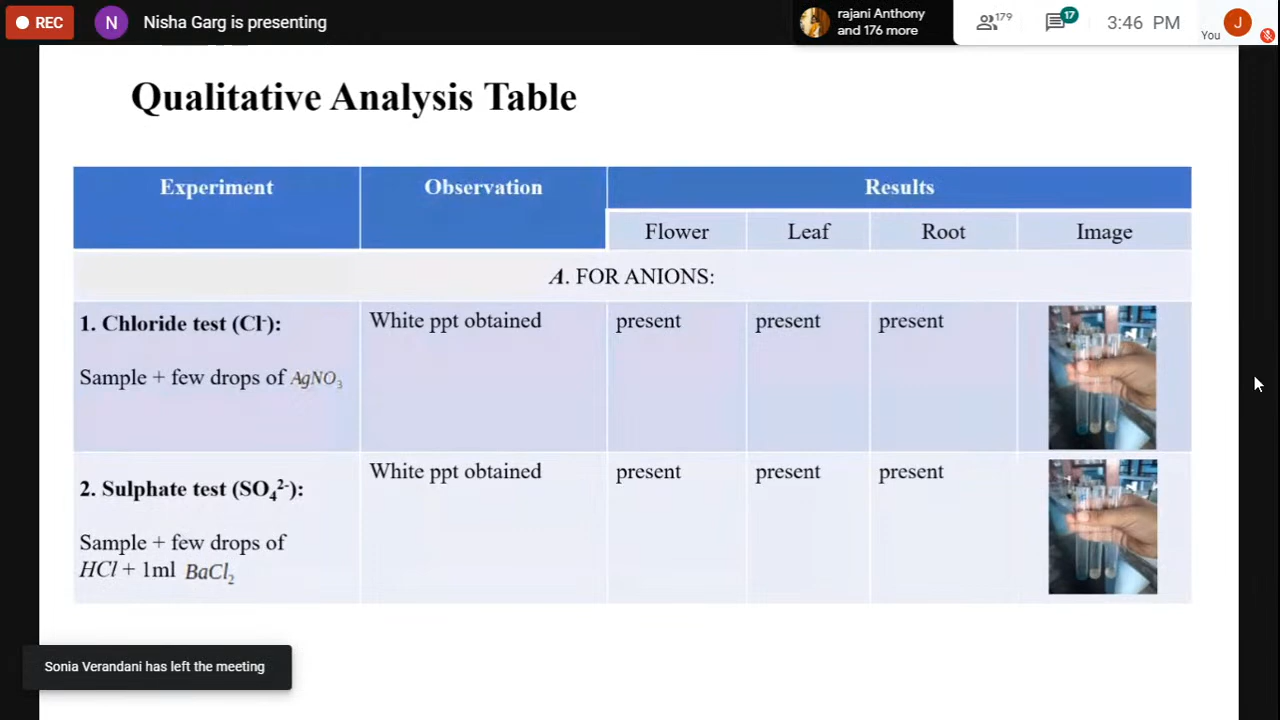 REC
N
Nisha Garg is presenting
rajani Anthony
and 176 more
179
17
3:46 PM
You
J
Qualitative Analysis Table
Experiment
Observation
Results
Flower
Leaf
Root
Image
A. FOR ANIONS:
1. Chloride test (Cl⁻):
Sample + few drops of AgNO₃
White ppt obtained
present
present
present
2. Sulphate test (SO₄²⁻):
Sample + few drops of
HCl + 1ml BaCl₂
White ppt obtained
present
present
present
Sonia Verandani has left the meeting